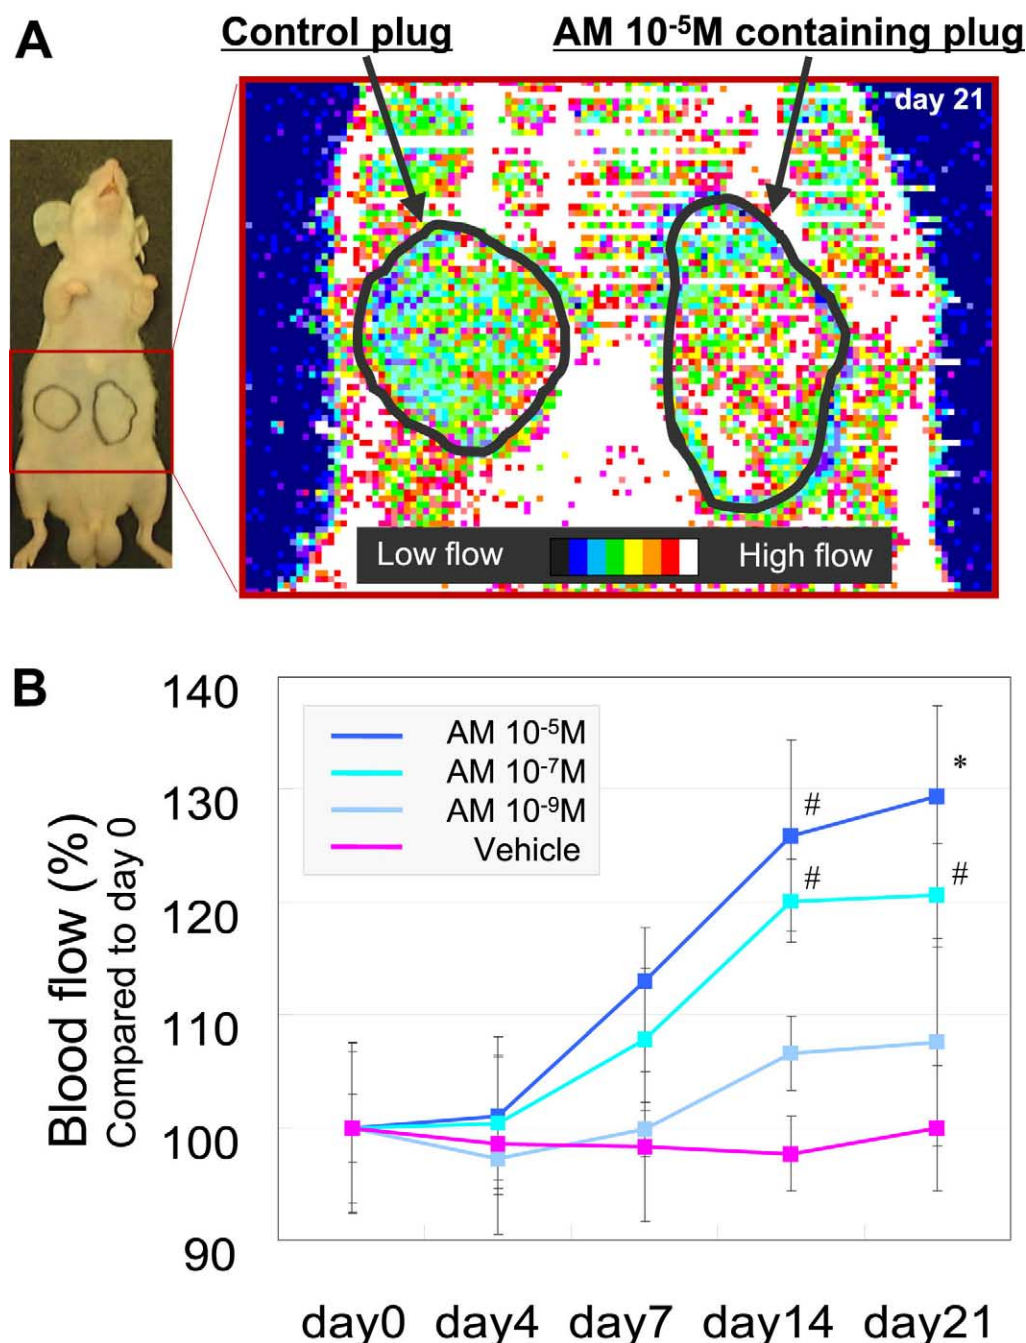 A
Control plug
AM 10⁻⁵M containing plug
day 21
Low flow
High flow
B
Blood flow (%)
Compared to day 0
140
130
120
110
100
90
AM 10⁻⁵M
AM 10⁻⁷M
AM 10⁻⁹M
Vehicle
#
#
*
#
day0 day4 day7 day14 day21